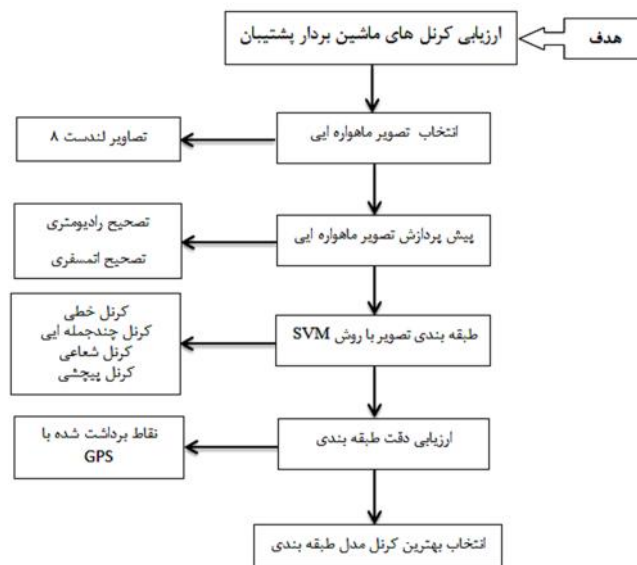 هدف
ارزیابی کرنل های ماشین بردار پشتیبان
انتخاب تصویر ماهواره ایی
تصاویر لندست ۸
پیش پردازش تصویر ماهواره ایی
تصحیح رادیومتری
تصحیح اتمسفری
طبقه بندی تصویر با روش SVM
کرنل خطی
کرنل چندجمله ایی
کرنل شعاعی
کرنل پیچشی
ارزیابی دقت طبقه بندی
نقاط برداشت شده با
GPS
انتخاب بهترین کرنل مدل طبقه بندی